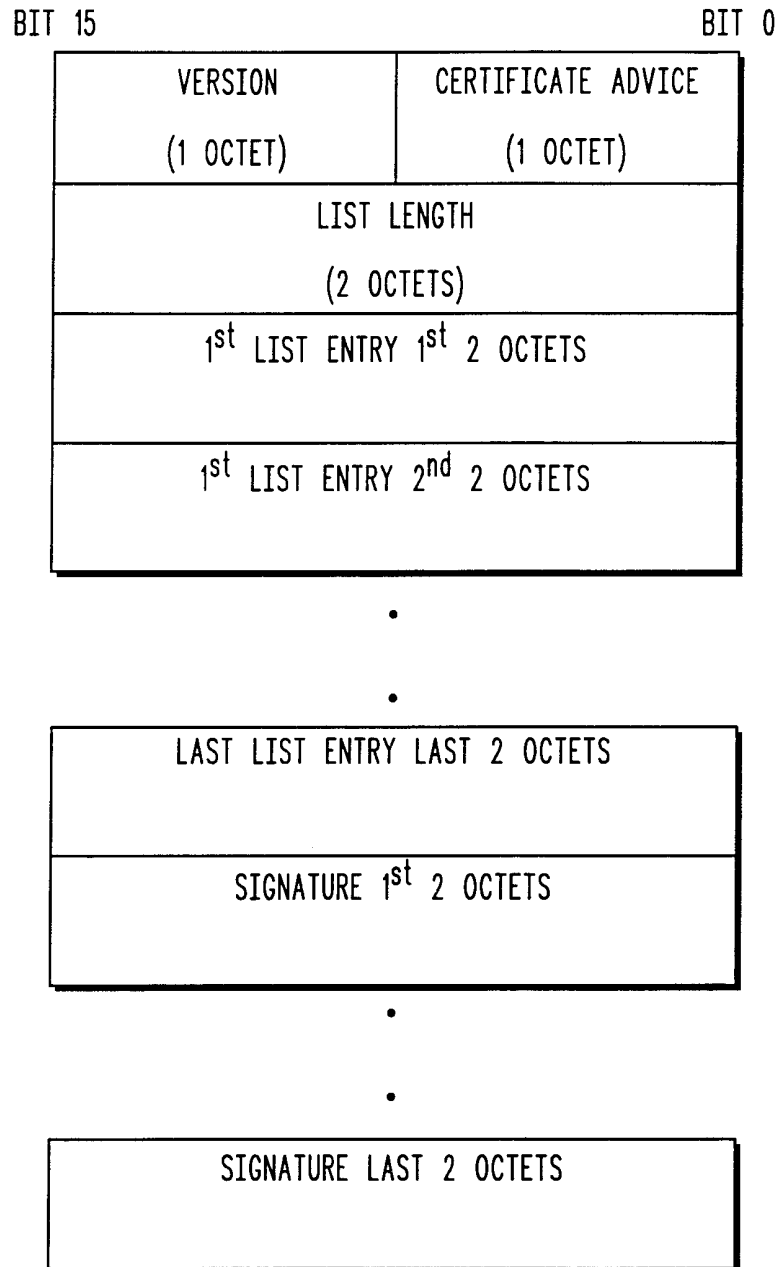 BIT 15 BIT 0
VERSION CERTIFICATE ADVICE
(1 OCTET) (1 OCTET)
LIST LENGTH
(2 OCTETS)
1st LIST ENTRY 1st 2 OCTETS
1st LIST ENTRY 2nd 2 OCTETS
LAST LIST ENTRY LAST 2 OCTETS
SIGNATURE 1st 2 OCTETS
SIGNATURE LAST 2 OCTETS